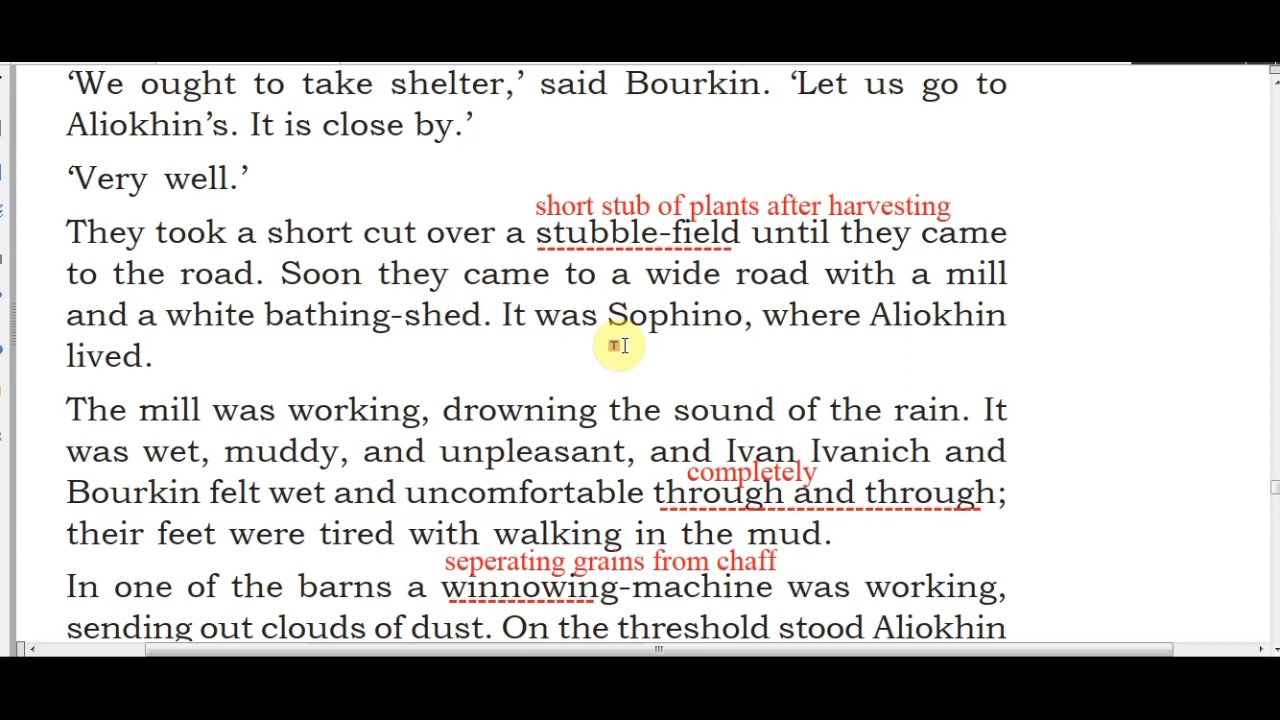 ‘We ought to take shelter,’ said Bourkin. ‘Let us go to
Aliokhin’s. It is close by.’
‘Very well.’
short stub of plants after harvesting
They took a short cut over a stubble-field until they came
to the road. Soon they came to a wide road with a mill
and a white bathing-shed. It was Sophino, where Aliokhin
lived.
The mill was working, drowning the sound of the rain. It
was wet, muddy, and unpleasant, and Ivan Ivanich and
completely
Bourkin felt wet and uncomfortable through and through;
their feet were tired with walking in the mud.
seperating grains from chaff
In one of the barns a winnowing-machine was working,
sending out clouds of dust. On the threshold stood Aliokhin